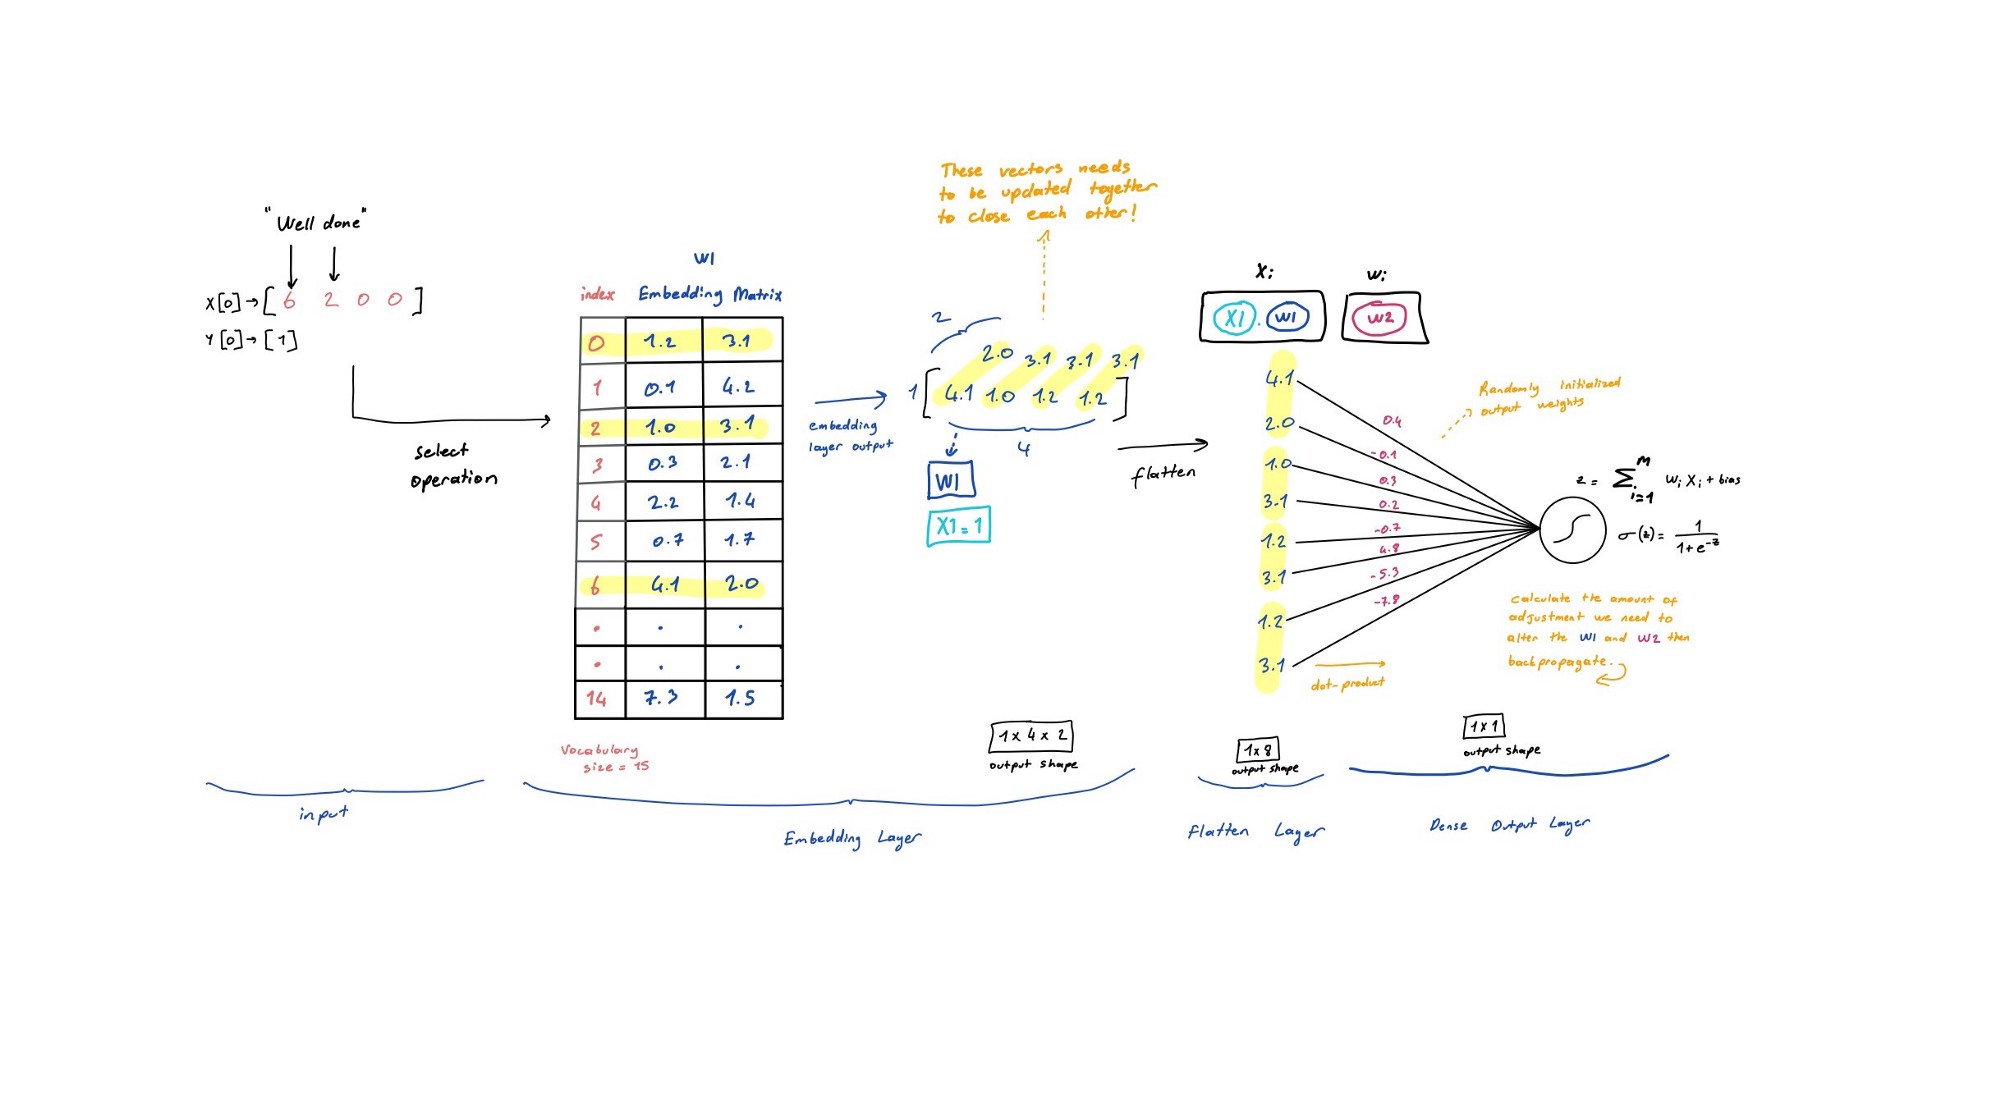 "Well done"
X[0]→[ 6 2 0 0 ]
Y[0]→[1]
select
operation
W1
index Embedding Matrix
0 1.2 3.1
1 0.1 4.2
2 1.0 3.1
3 0.3 2.1
4 2.2 1.4
5 0.7 1.7
6 4.1 2.0
. . .
. . .
14 7.3 1.5
Vocabulary
size = 15
embedding
layer output
These vectors needs
to be updated together
to close each other!
2
2.0 3.1 3.1 3.1
1 [ 4.1 1.0 1.2 1.2 ]
4
W1
X1 = 1
flatten
1 x 4 x 2
output shape
Xi wi
X1 . W1 W2
4.1
2.0
1.0
3.1
1.2
3.1
1.2
3.1
0.4
-0.1
0.3
0.2
-0.7
4.8
-5.3
-7.8
Randomly initialized
output weights
z = Σ wi Xi + bias
m
i=1
σ(z) = 1
1+e^-z
calculate the amount of
adjustment we need to
alter the W1 and W2 then
backpropagate.
dot-product
1x8
output shape
1x1
output shape
input
Embedding Layer
Flatten Layer
Dense Output Layer